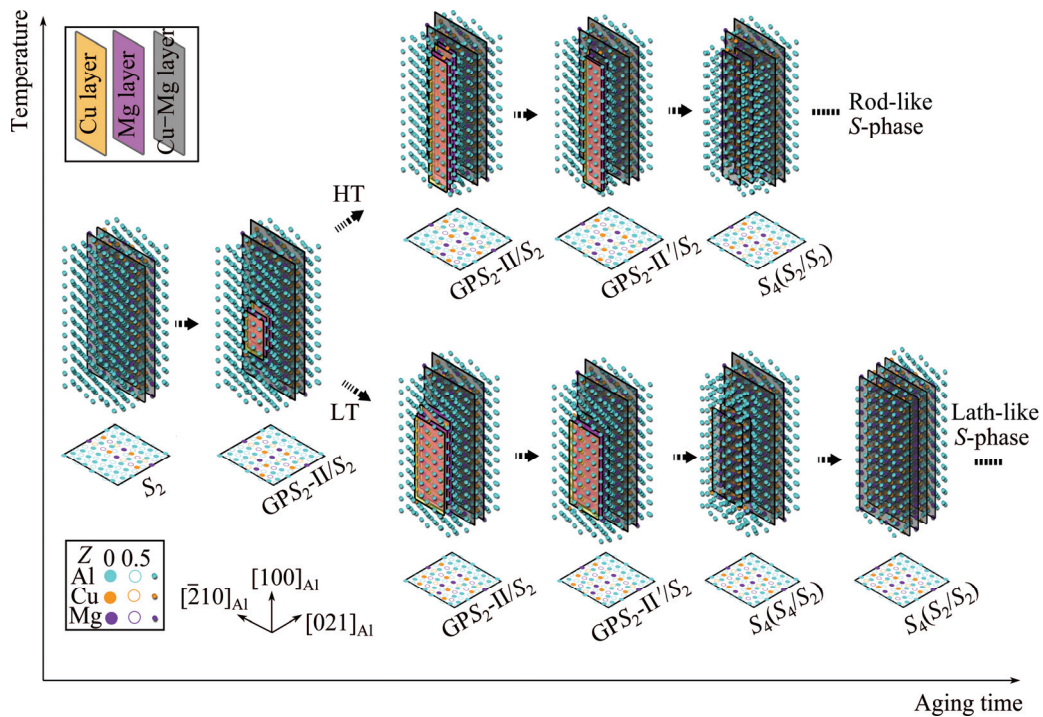 Temperature
Cu layer
Mg layer
Cu−Mg layer
HT
LT
GPS₂-II/S₂
GPS₂-II′/S₂
S₄(S₂/S₂)
Rod-like
S-phase
S₂
GPS₂-II/S₂
GPS₂-II/S₂
GPS₂-II′/S₂
S₄(S₄/S₂)
S₄(S₂/S₂)
Lath-like
S-phase
Z 0 0.5
Al
Cu
Mg
[2̄10]Al
[100]Al
[021]Al
Aging time